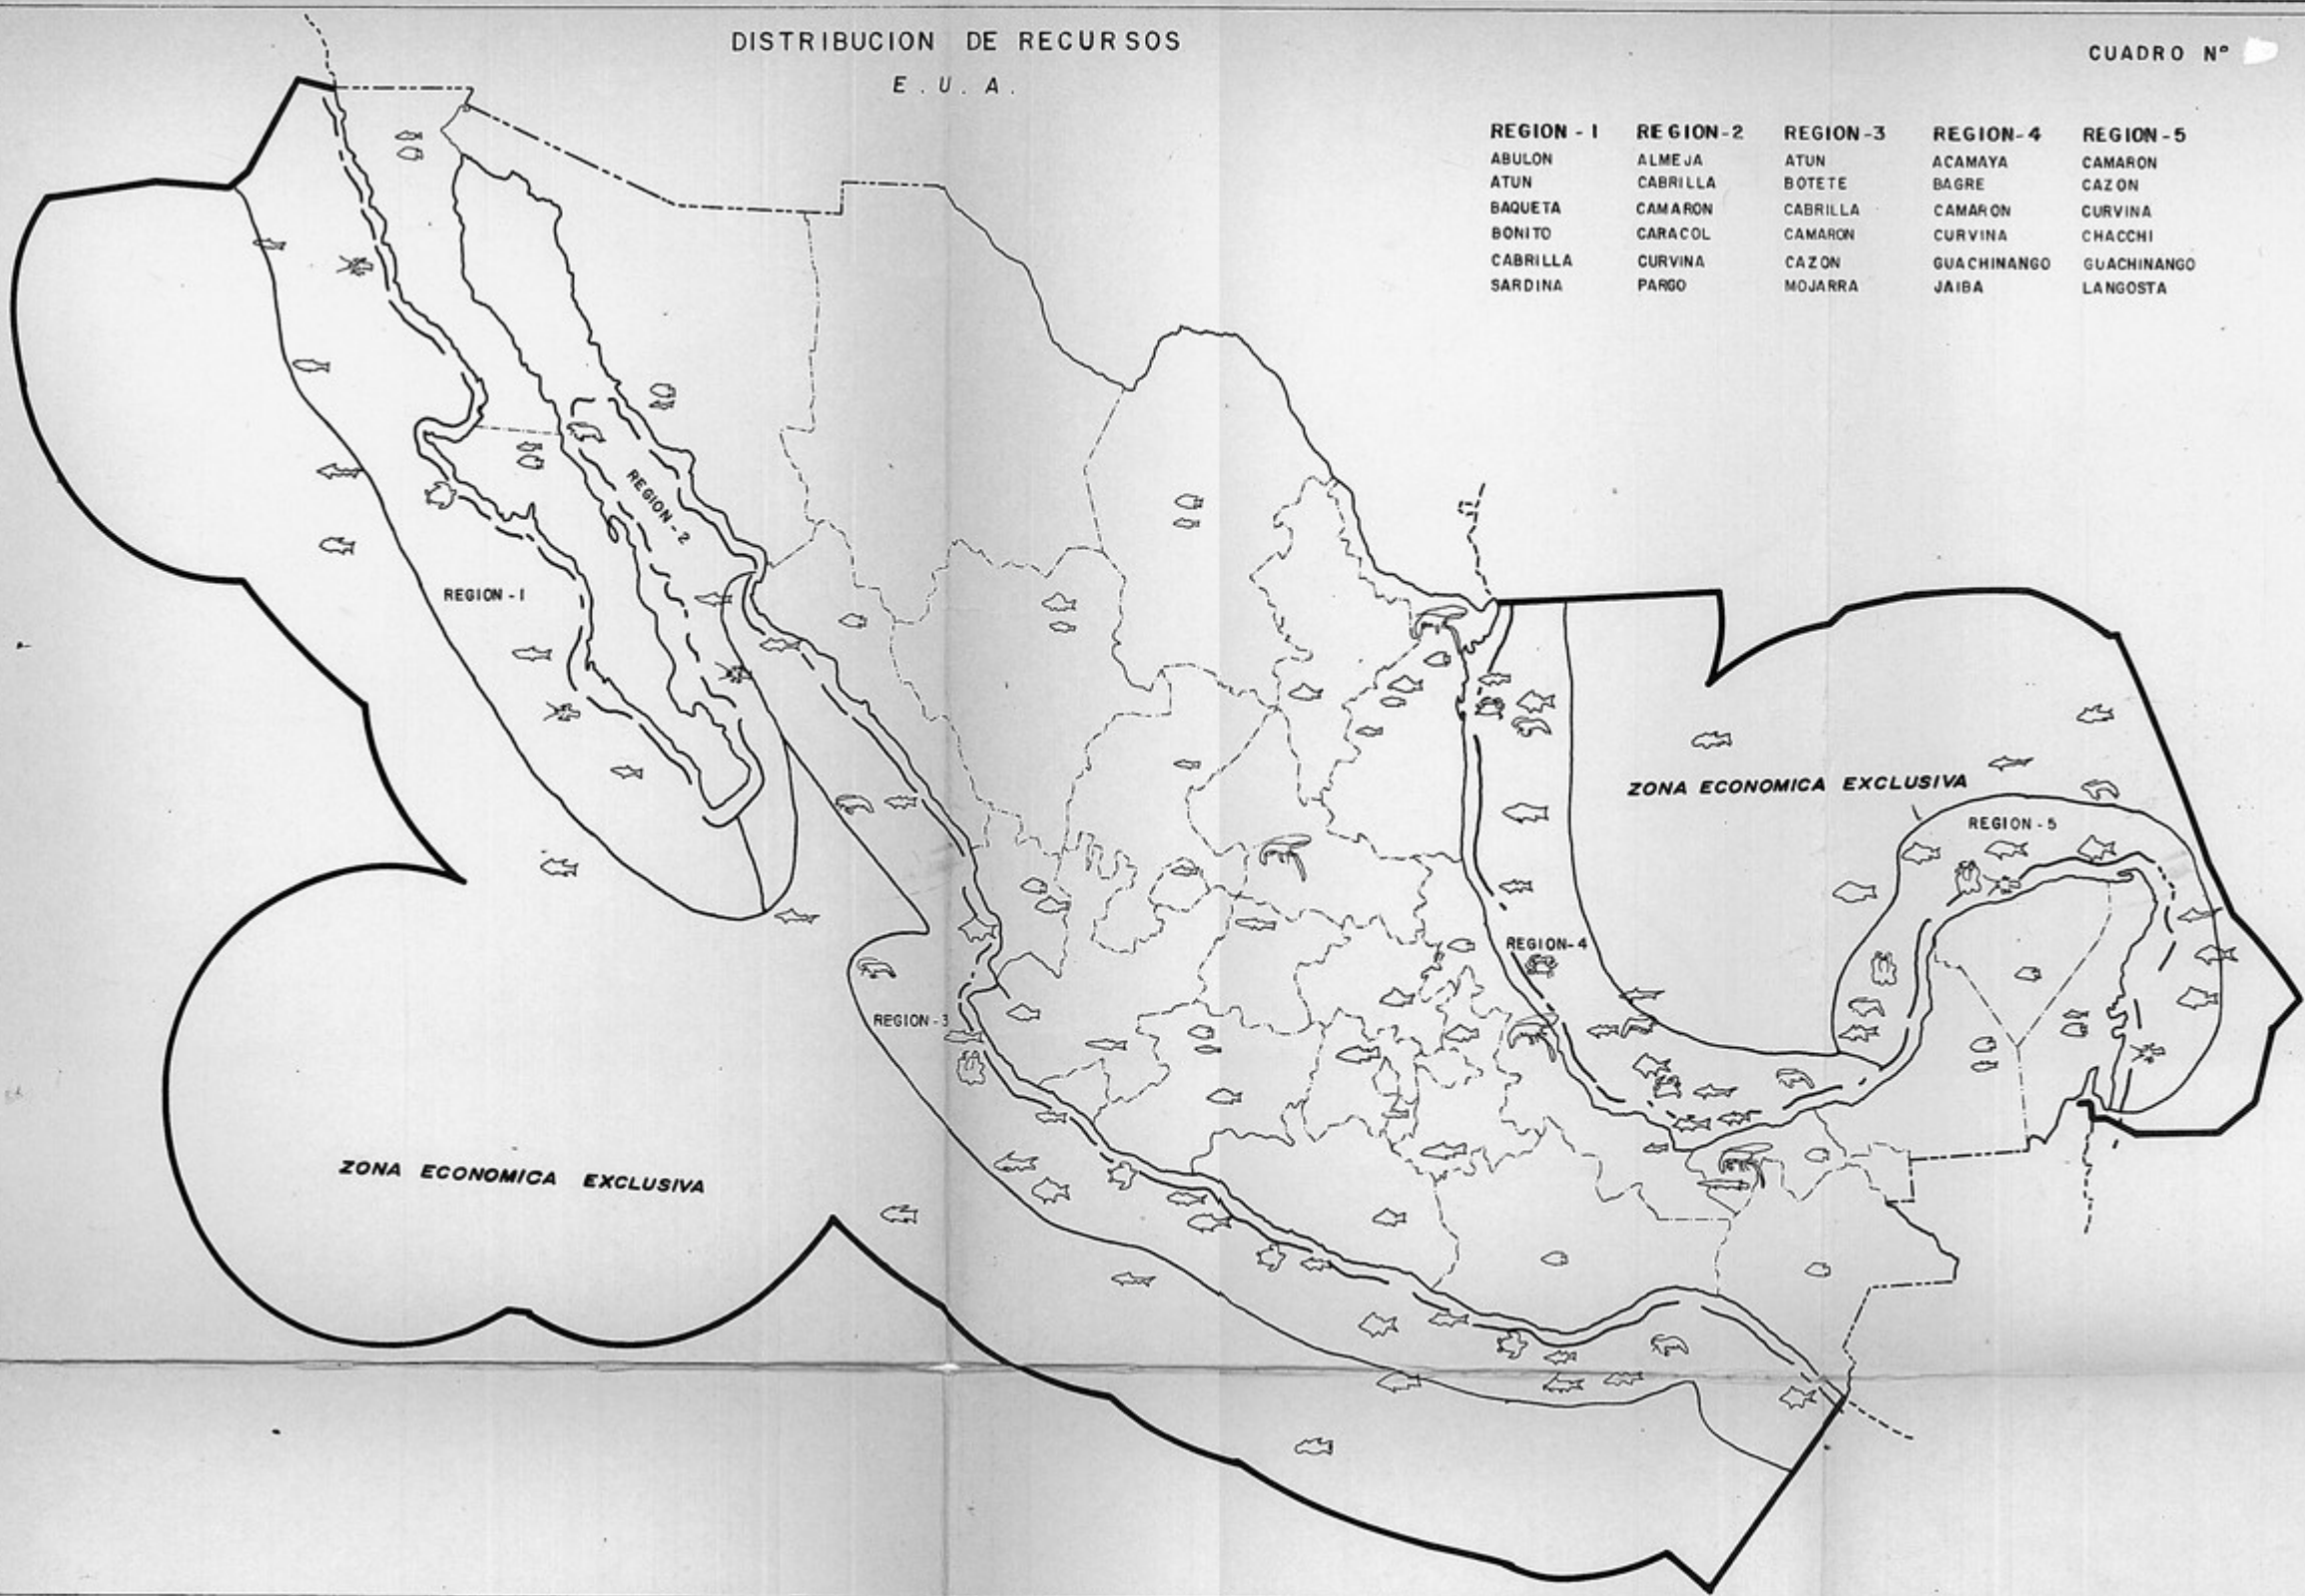 DISTRIBUCION DE RECURSOS
E. U. A.
CUADRO Nº
REGION - 1
ABULON
ATUN
BAQUETA
BONITO
CABRILLA
SARDINA
REGION-2
ALMEJA
CABRILLA
CAMARON
CARACOL
CURVINA
PARGO
REGION-3
ATUN
BOTETE
CABRILLA
CAMARON
CAZON
MOJARRA
REGION-4
ACAMAYA
BAGRE
CAMARON
CURVINA
GUACHINANGO
JAIBA
REGION-5
CAMARON
CAZON
CURVINA
CHACCHI
GUACHINANGO
LANGOSTA
REGION-2
REGION-1
ZONA ECONOMICA EXCLUSIVA
REGION-5
REGION-4
REGION-3
ZONA ECONOMICA EXCLUSIVA